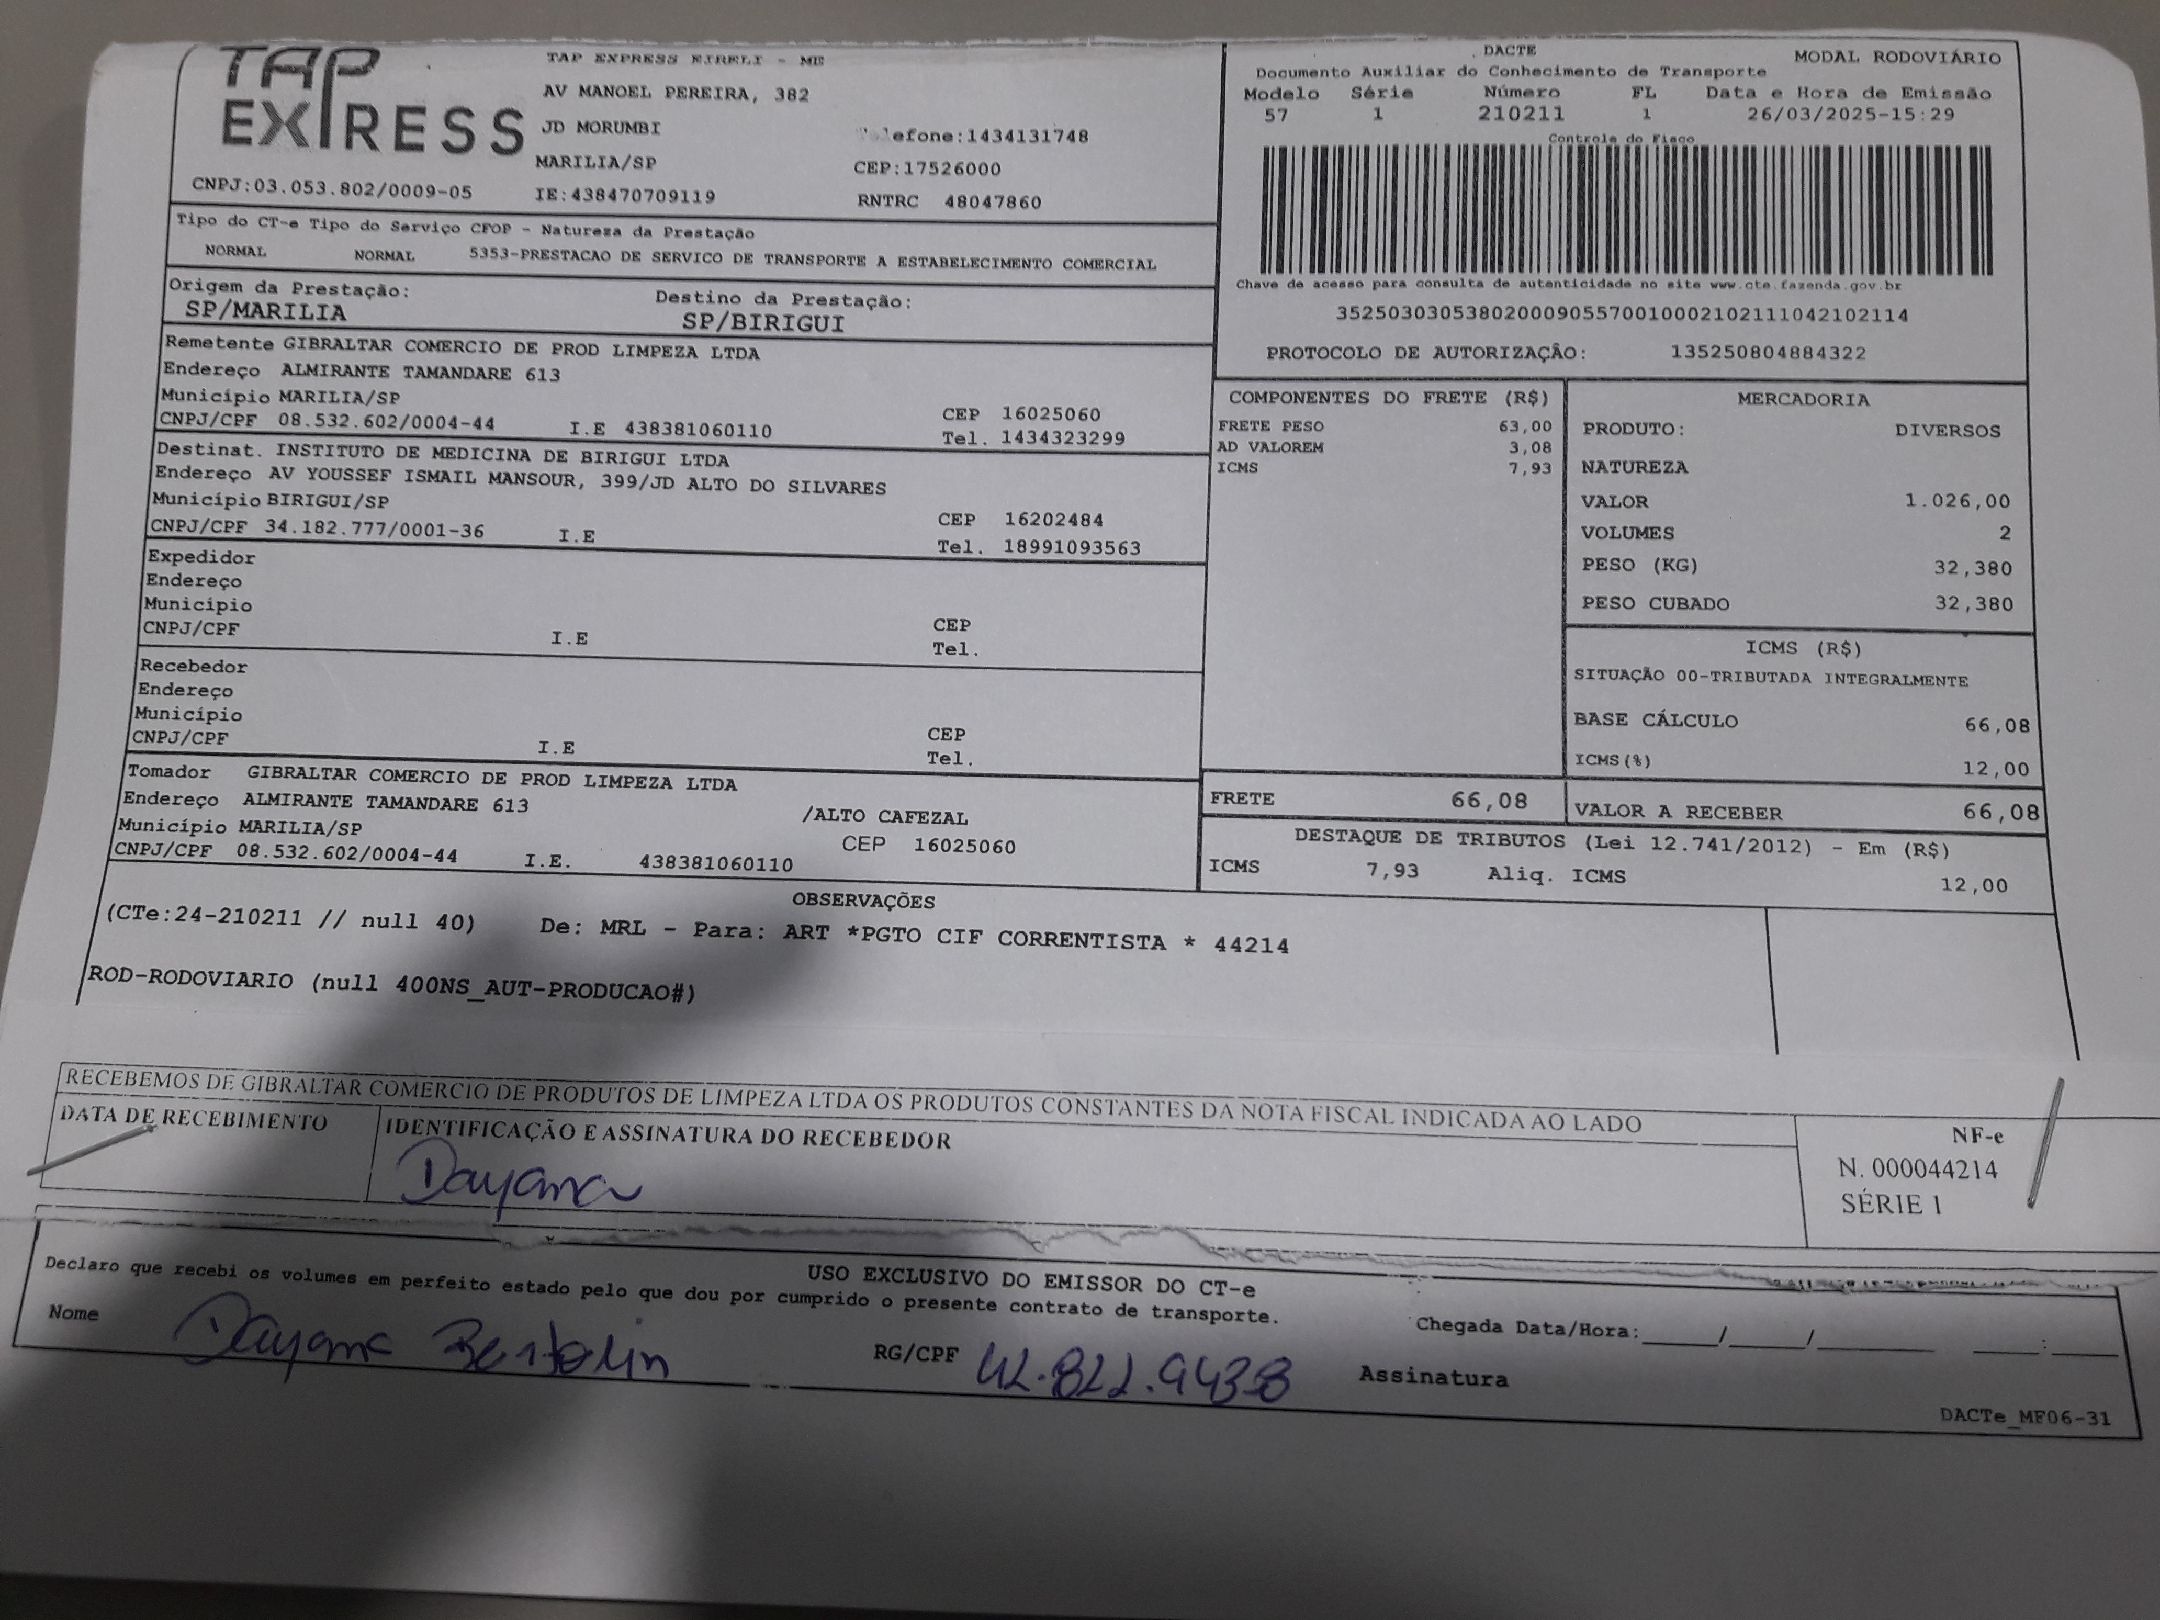 TAP EXPRESS
TAP EXPRESS EIRELI - ME
AV MANOEL PEREIRA, 382
JD MORUMBI
Telefone:1434131748
MARILIA/SP
CEP:17526000
CNPJ:03.053.802/0009-05
IE:438470709119
RNTRC 48047860
DACTE
MODAL RODOVIÁRIO
Documento Auxiliar do Conhecimento de Transporte
Modelo Série Número FL Data e Hora de Emissão
57 1 210211 1 26/03/2025-15:29
Controle do Fisco
Chave de acesso para consulta de autenticidade no site www.cte.fazenda.gov.br
35250303053802000905570010002102111042102114
PROTOCOLO DE AUTORIZAÇÃO: 135250804884322
Tipo do CT-e Tipo do Serviço CFOP - Natureza da Prestação
NORMAL NORMAL 5353-PRESTACAO DE SERVICO DE TRANSPORTE A ESTABELECIMENTO COMERCIAL
Origem da Prestação: Destino da Prestação:
SP/MARILIA SP/BIRIGUI
Remetente GIBRALTAR COMERCIO DE PROD LIMPEZA LTDA
Endereço ALMIRANTE TAMANDARE 613
Município MARILIA/SP CEP 16025060
CNPJ/CPF 08.532.602/0004-44 I.E 438381060110 Tel. 1434323299
Destinat. INSTITUTO DE MEDICINA DE BIRIGUI LTDA
Endereço AV YOUSSEF ISMAIL MANSOUR, 399/JD ALTO DO SILVARES
Município BIRIGUI/SP CEP 16202484
CNPJ/CPF 34.182.777/0001-36 I.E Tel. 18991093563
Expedidor
Endereço
Município CEP
CNPJ/CPF I.E Tel.
Recebedor
Endereço
Município CEP
CNPJ/CPF I.E Tel.
Tomador GIBRALTAR COMERCIO DE PROD LIMPEZA LTDA
Endereço ALMIRANTE TAMANDARE 613 /ALTO CAFEZAL
Município MARILIA/SP CEP 16025060
CNPJ/CPF 08.532.602/0004-44 I.E. 438381060110
COMPONENTES DO FRETE (R$)
FRETE PESO 63,00
AD VALOREM 3,08
ICMS 7,93
MERCADORIA
PRODUTO: DIVERSOS
NATUREZA
VALOR 1.026,00
VOLUMES 2
PESO (KG) 32,380
PESO CUBADO 32,380
ICMS (R$)
SITUAÇÃO 00-TRIBUTADA INTEGRALMENTE
BASE CÁLCULO 66,08
ICMS(%) 12,00
FRETE 66,08
VALOR A RECEBER 66,08
DESTAQUE DE TRIBUTOS (Lei 12.741/2012) - Em (R$)
ICMS 7,93 Aliq. ICMS 12,00
OBSERVAÇÕES
(CTe:24-210211 // null 40) De: MRL - Para: ART *PGTO CIF CORRENTISTA * 44214
ROD-RODOVIARIO (null 400NS_AUT-PRODUCAO#)
RECEBEMOS DE GIBRALTAR COMERCIO DE PRODUTOS DE LIMPEZA LTDA OS PRODUTOS CONSTANTES DA NOTA FISCAL INDICADA AO LADO
DATA DE RECEBIMENTO
IDENTIFICAÇÃO E ASSINATURA DO RECEBEDOR
Dayana
NF-e
N. 000044214
SÉRIE 1
USO EXCLUSIVO DO EMISSOR DO CT-e
Declaro que recebi os volumes em perfeito estado pelo que dou por cumprido o presente contrato de transporte.
Chegada Data/Hora:____/____/______ ___:___
Nome Dayana Bertolin RG/CPF 42.822.943-8 Assinatura
DACTe_MF06-31